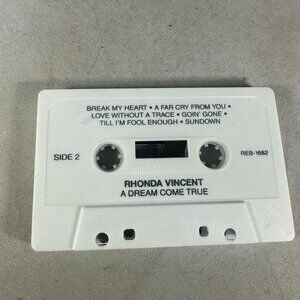 BREAK MY HEART • A FAR CRY FROM YOU •
LOVE WITHOUT A TRACE • GOIN' GONE •
TILL I'M FOOL ENOUGH • SUNDOWN
SIDE 2
REB-1682
RHONDA VINCENT
A DREAM COME TRUE